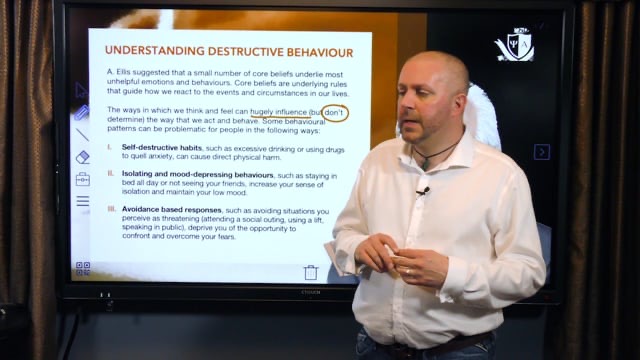 UNDERSTANDING DESTRUCTIVE BEHAVIOUR
A. Ellis suggested that a small number of core beliefs underlie most
unhelpful emotions and behaviours. Core beliefs are underlying rules
that guide how we react to the events and circumstances in our lives.
The ways in which we think and feel can hugely influence (but don't
determine) the way that we act and behave. Some behavioural
patterns can be problematic for people in the following ways:
I. Self-destructive habits, such as excessive drinking or using drugs
to quell anxiety, can cause direct physical harm.
II. Isolating and mood-depressing behaviours, such as staying in
bed all day or not seeing your friends, increase your sense of
isolation and maintain your low mood.
III. Avoidance based responses, such as avoiding situations you
perceive as threatening (attending a social outing, using a lift,
speaking in public), deprive you of the opportunity to
confront and overcome your fears.
Ψ A
CTOUCH